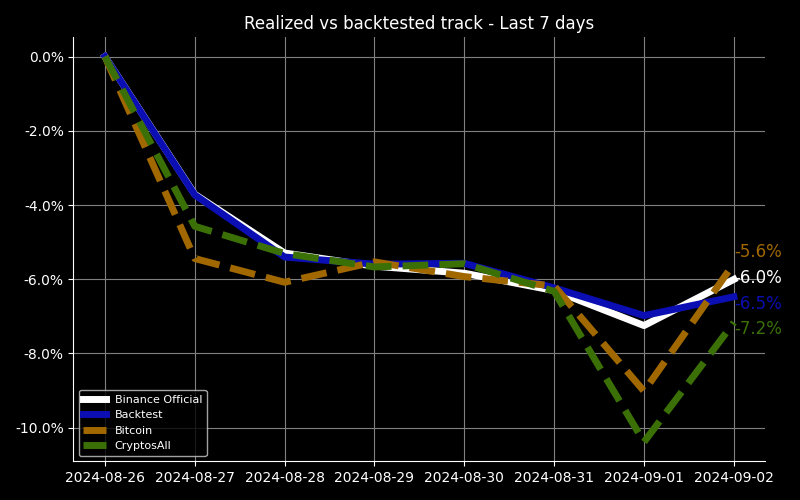 Realized vs backtested track - Last 7 days
0.0%
-2.0%
-4.0%
-6.0%
-8.0%
-10.0%
-5.6%
-6.0%
-6.5%
-7.2%
Binance Official
Backtest
Bitcoin
CryptosAll
2024-08-26 2024-08-27 2024-08-28 2024-08-29 2024-08-30 2024-08-31 2024-09-01 2024-09-02